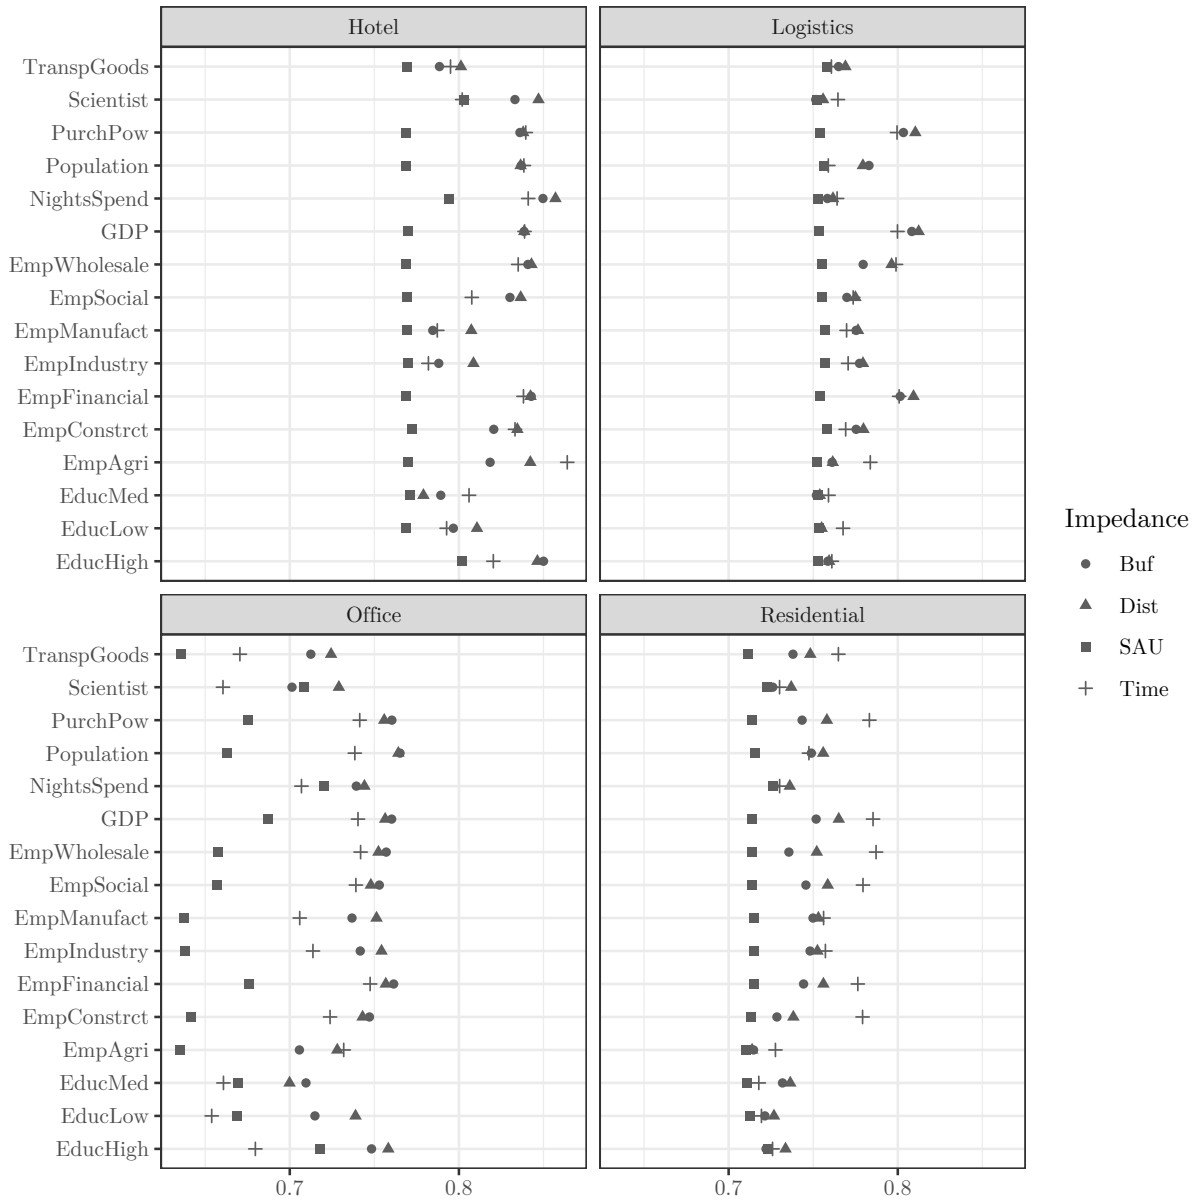 Hotel
Logistics
TranspGoods
Scientist
PurchPow
Population
NightsSpend
GDP
EmpWholesale
EmpSocial
EmpManufact
EmpIndustry
EmpFinancial
EmpConstrct
EmpAgri
EducMed
EducLow
EducHigh
Office
Residential
TranspGoods
Scientist
PurchPow
Population
NightsSpend
GDP
EmpWholesale
EmpSocial
EmpManufact
EmpIndustry
EmpFinancial
EmpConstrct
EmpAgri
EducMed
EducLow
EducHigh
0.7 0.8 0.7 0.8
Impedance
Buf
Dist
SAU
Time